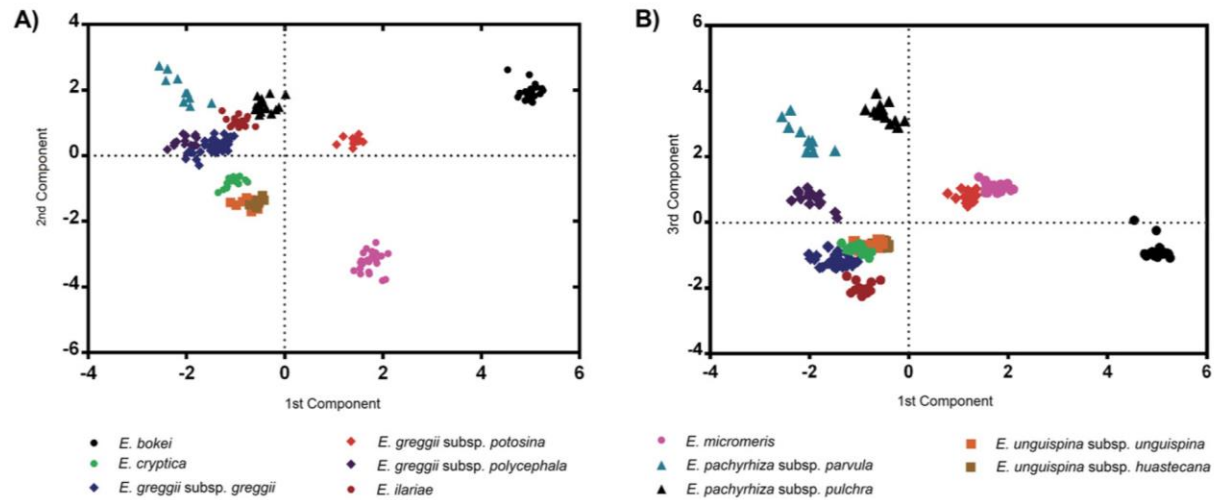 A)
4
2
0
-2
-4
-6
2nd Component
-4
-2
0
2
4
6
1st Component
B)
6
4
2
0
-2
-4
3rd Component
-4
-2
0
2
4
6
1st Component
E. bokei
E. cryptica
E. greggii subsp. greggii
E. greggii subsp. potosina
E. greggii subsp. polycephala
E. ilariae
E. micromeris
E. pachyrhiza subsp. parvula
E. pachyrhiza subsp. pulchra
E. unguispina subsp. unguispina
E. unguispina subsp. huastecana